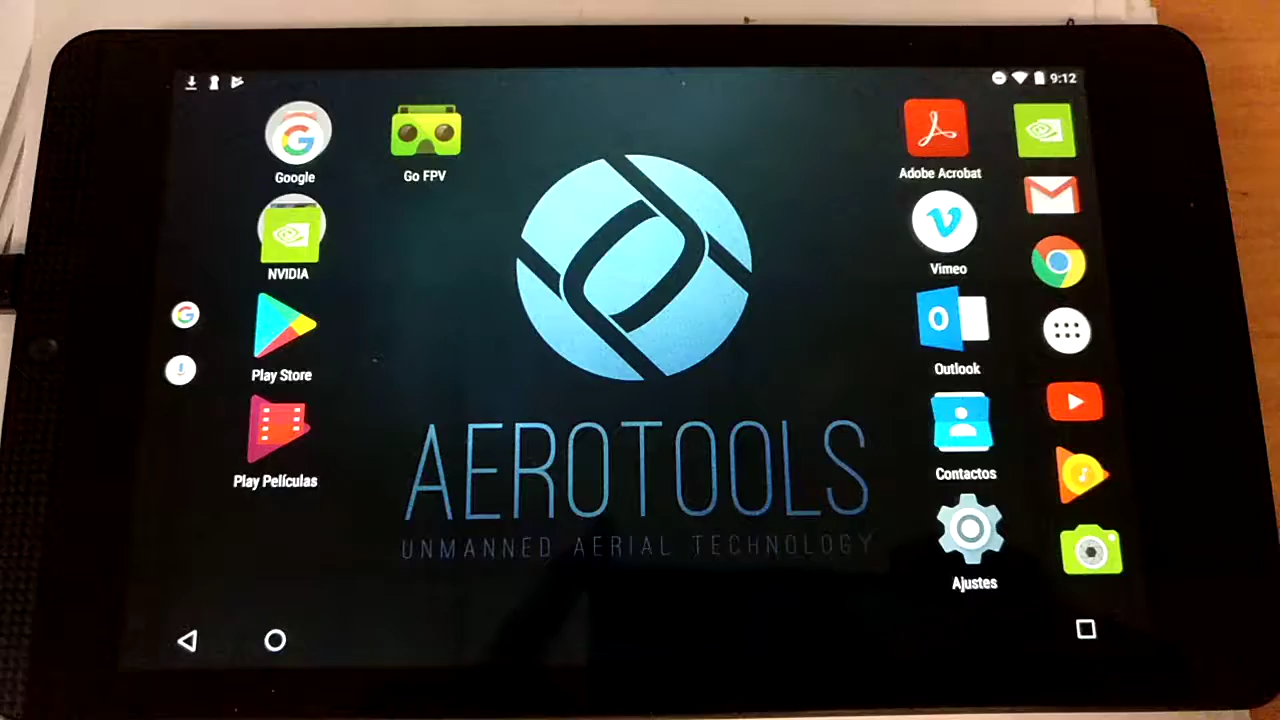 9:12
Google
Go FPV
Adobe Acrobat
NVIDIA
Vimeo
Play Store
Outlook
Play Películas
Contactos
AEROTOOLS
UNMANNED AERIAL TECHNOLOGY
Ajustes